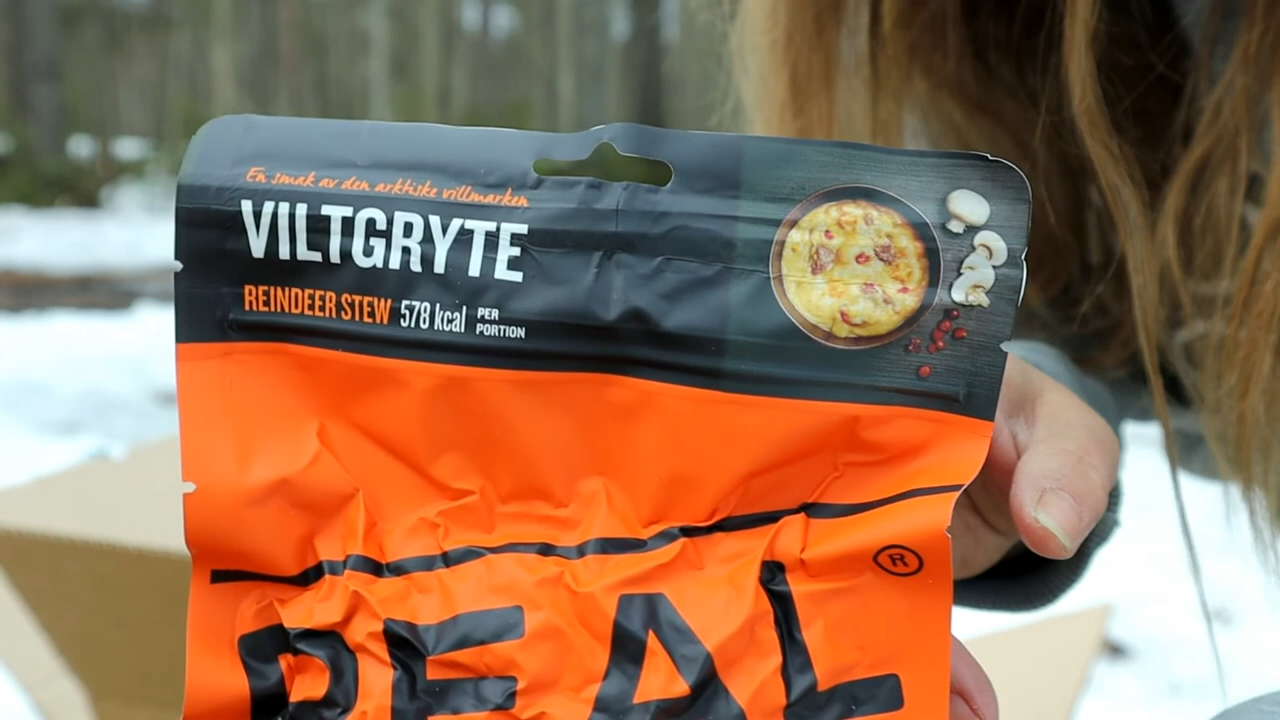 En smak av den arktiske villmarken
VILTGRYTE
REINDEER STEW 578 kcal PER PORTION
REAL ®